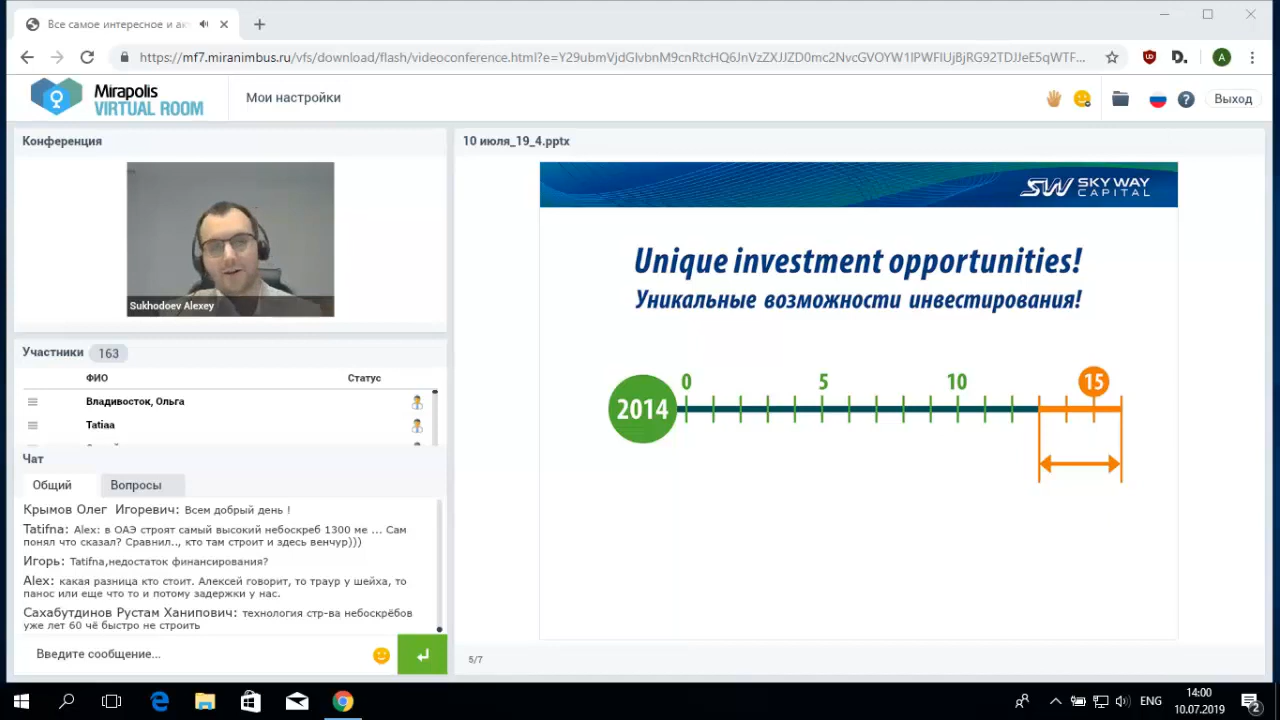 Все самое интересное и ак
https://mf7.miranimbus.ru/vfs/download/flash/videoconference.html?e=Y29ubmVjdGlvbnM9cnRtcHQ6JnVzZXJJZD0mc2NvcGVOYW1lPWFlUjBjRG92TDJJeE5qWTF...
Mirapolis
VIRTUAL ROOM
Мои настройки
Выход
Конференция
Sukhodoev Alexey
Участники 163
ФИО Статус
Владивосток, Ольга
Tatiaa
Чат
Общий Вопросы
Крымов Олег Игоревич: Всем добрый день !
Tatifna: Alex: в ОАЭ строят самый высокий небоскреб 1300 ме ... Сам
понял что сказал? Сравнил.., кто там строит и здесь венчур)))
Игорь: Tatifna,недостаток финансирования?
Alex: какая разница кто стоит. Алексей говорит, то траур у шейха, то
панос или еще что то и потому задержки у нас.
Сахабутдинов Рустам Ханипович: технология стр-ва небоскрёбов
уже лет 60 чё быстро не строить
Введите сообщение...
10 июля_19_4.pptx
SW SKY WAY
CAPITAL
Unique investment opportunities!
Уникальные возможности инвестирования!
2014 0 5 10 15
5/7
ENG
14:00
10.07.2019
2